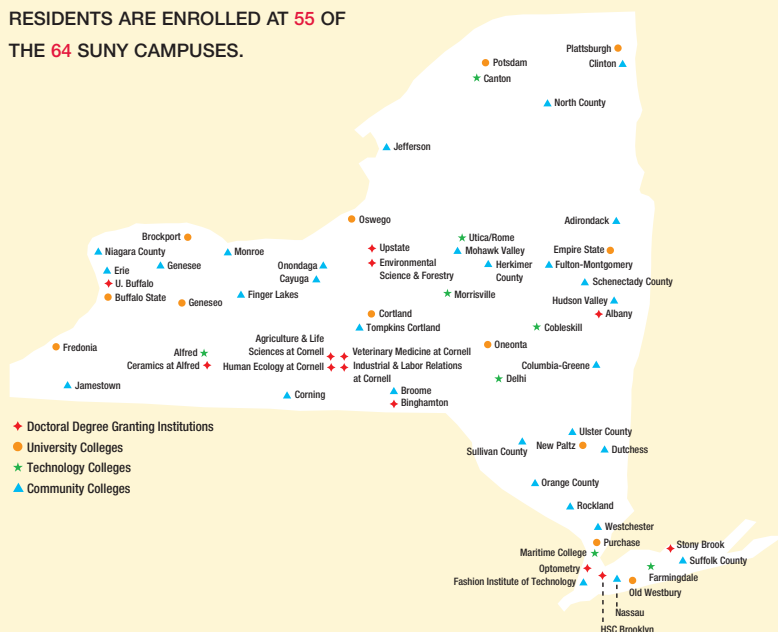 RESIDENTS ARE ENROLLED AT 55 OF
THE 64 SUNY CAMPUSES.
Plattsburgh
Clinton
Potsdam
Canton
North County
Jefferson
Oswego
Adirondack
Brockport
Niagara County
Monroe
Erie
Genesee
U. Buffalo
Buffalo State
Geneseo
Finger Lakes
Onondaga
Cayuga
Upstate
Environmental
Science & Forestry
Utica/Rome
Mohawk Valley
Herkimer
County
Morrisville
Empire State
Fulton-Montgomery
Schenectady County
Hudson Valley
Albany
Cobleskill
Cortland
Tompkins Cortland
Fredonia
Alfred
Ceramics at Alfred
Jamestown
Agriculture & Life
Sciences at Cornell
Human Ecology at Cornell
Veterinary Medicine at Cornell
Industrial & Labor Relations
at Cornell
Oneonta
Delhi
Columbia-Greene
Corning
Broome
Binghamton
Doctoral Degree Granting Institutions
University Colleges
Technology Colleges
Community Colleges
Ulster County
New Paltz
Sullivan County
Dutchess
Orange County
Rockland
Westchester
Purchase
Maritime College
Stony Brook
Suffolk County
Optometry
Fashion Institute of Technology
Farmingdale
Old Westbury
Nassau
HSC Brooklyn